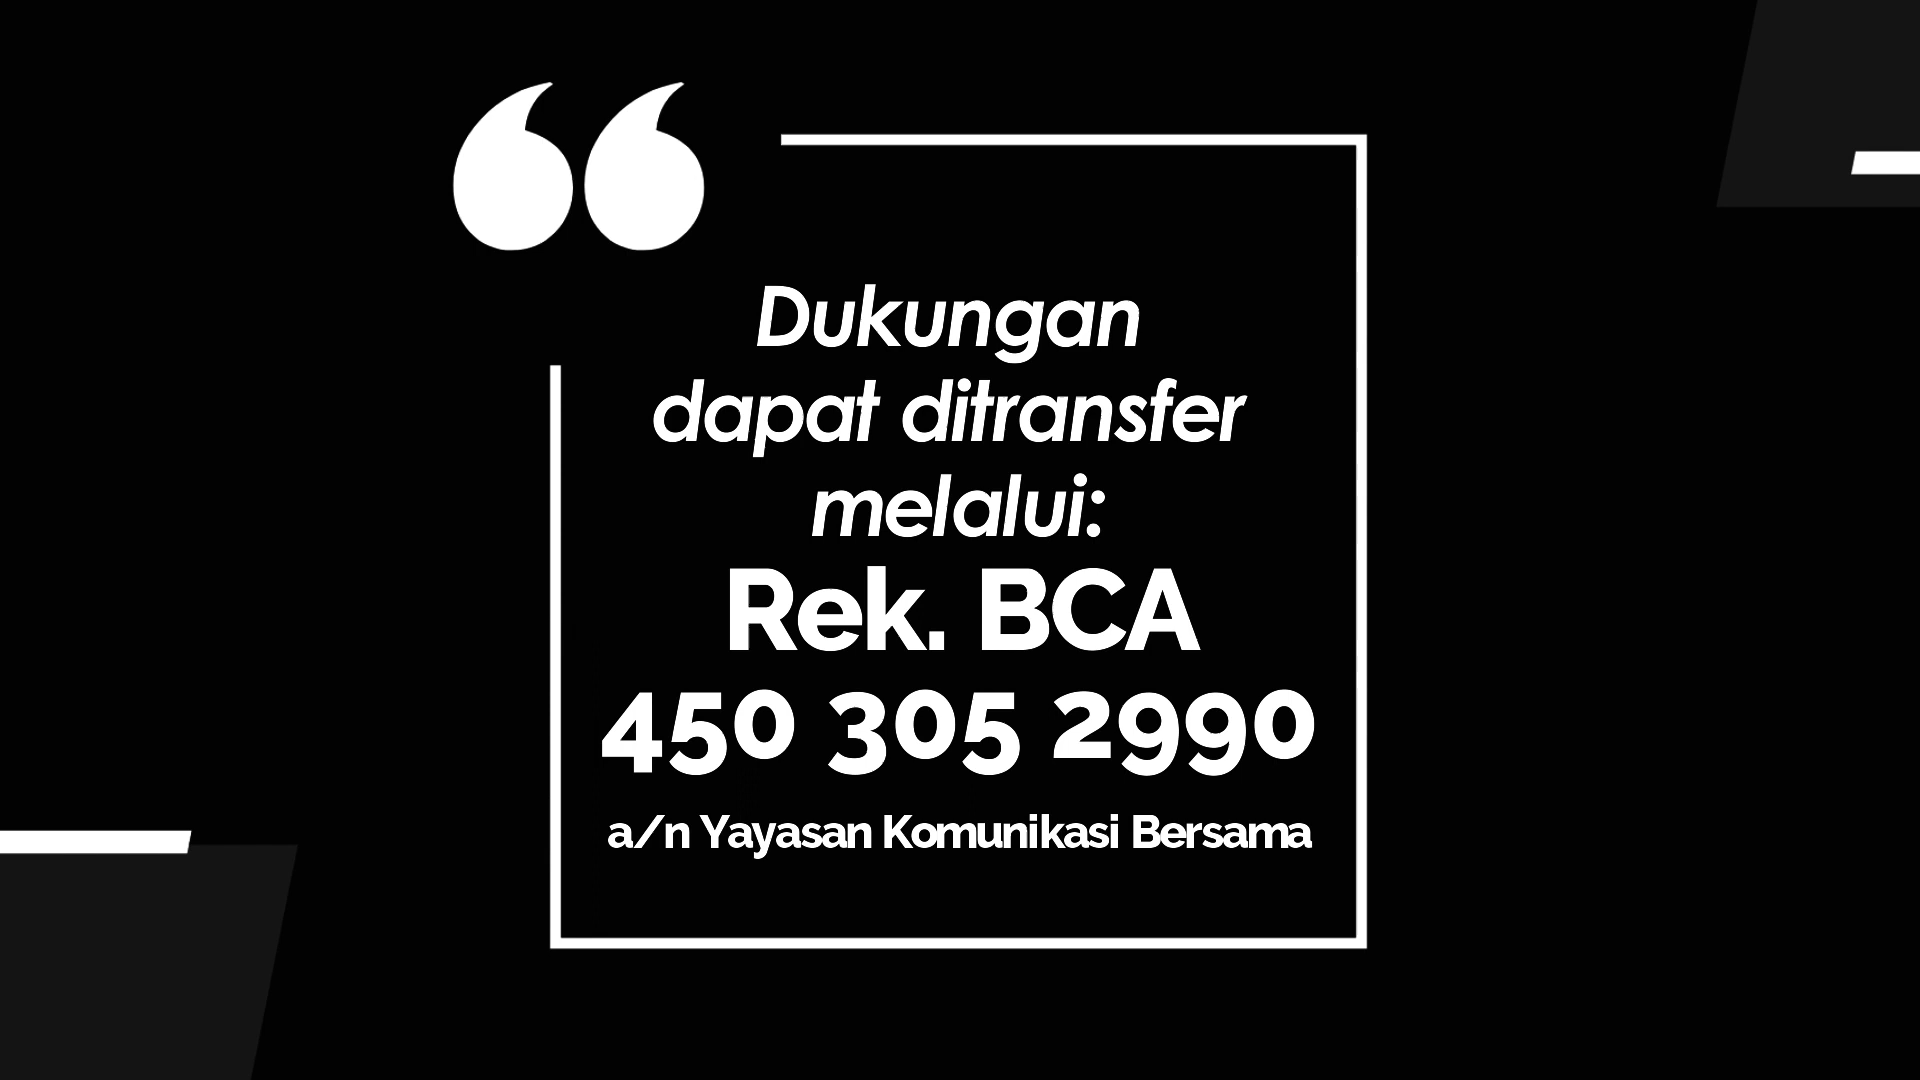 Dukungan
dapat ditransfer
melalui:
Rek. BCA
450 305 2990
a/n Yayasan Komunikasi Bersama